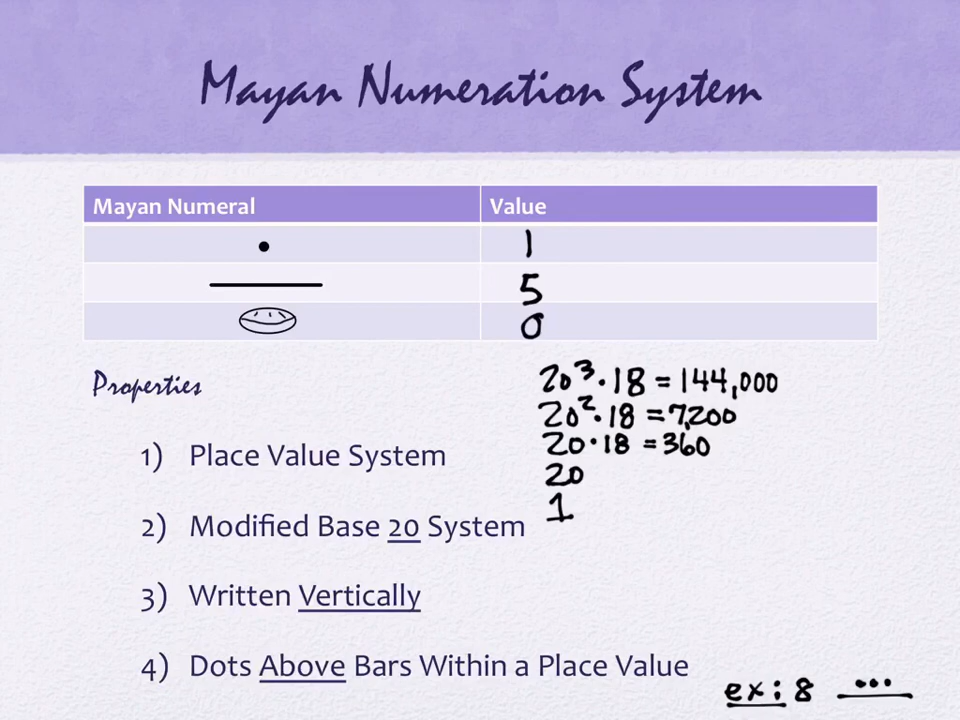 Mayan Numeration System
Mayan Numeral Value
1
5
0
Properties
20³·18 = 144,000
20²·18 = 7,200
20·18 = 360
20
1
1) Place Value System
2) Modified Base 20 System
3) Written Vertically
4) Dots Above Bars Within a Place Value
ex: 8